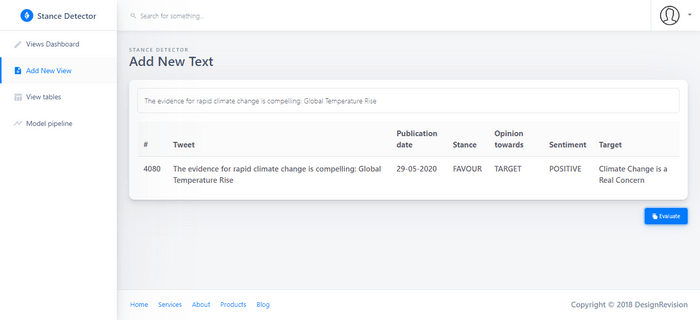 Stance Detector
Search for something...
Views Dashboard
Add New View
View tables
Model pipeline
STANCE DETECTOR
Add New Text
The evidence for rapid climate change is compelling: Global Temperature Rise
# Tweet Publication date Stance Opinion towards Sentiment Target
4080 The evidence for rapid climate change is compelling: Global Temperature Rise 29-05-2020 FAVOUR TARGET POSITIVE Climate Change is a Real Concern
Evaluate
Home Services About Products Blog Copyright © 2018 DesignRevision